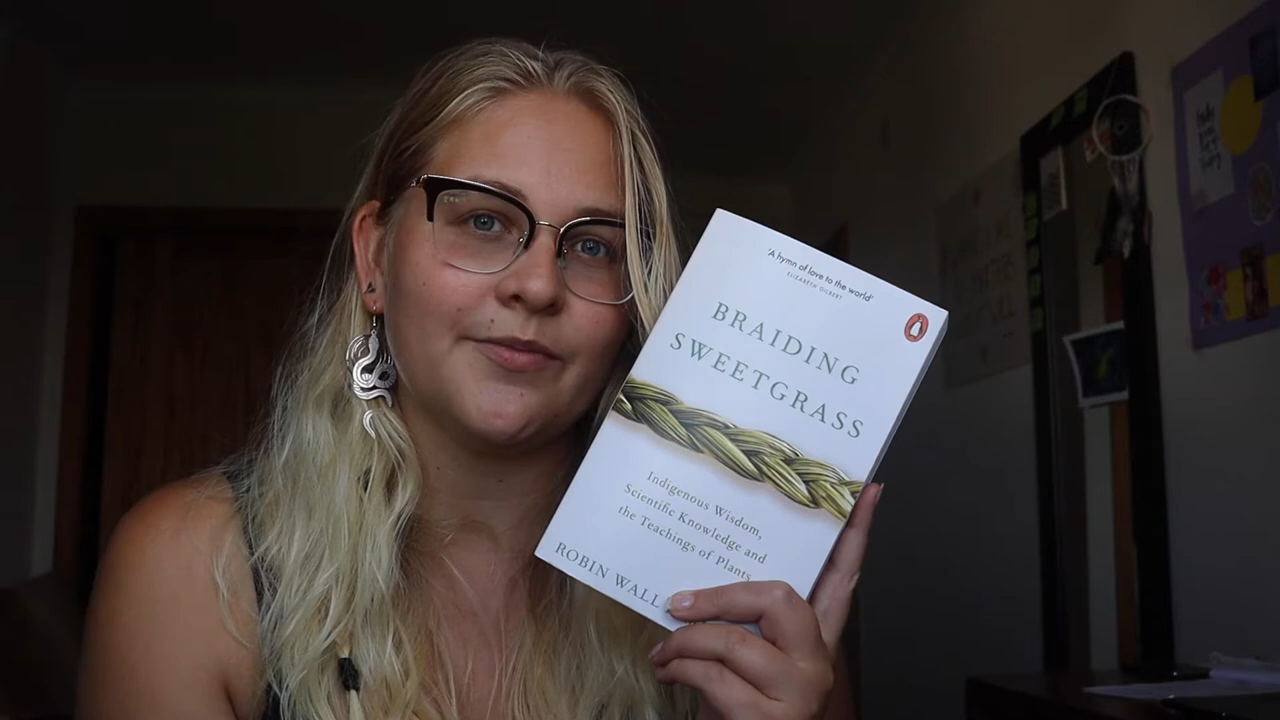 'A hymn of love to the world'
ELIZABETH GILBERT
BRAIDING
SWEETGRASS
Indigenous Wisdom,
Scientific Knowledge and
the Teachings of Plants
ROBIN WALL